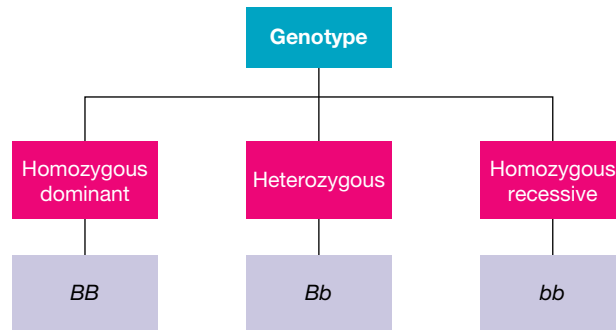 Genotype
Homozygous
dominant
Heterozygous
Homozygous
recessive
BB
Bb
bb